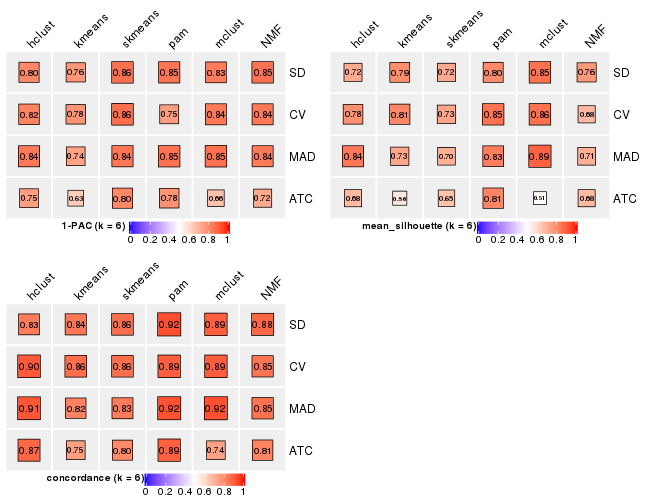 hclust kmeans skmeans pam mclust NMF
0.80 0.76 0.86 0.85 0.83 0.85 SD
0.82 0.78 0.86 0.75 0.84 0.84 CV
0.84 0.74 0.84 0.85 0.85 0.84 MAD
0.75 0.63 0.80 0.78 0.66 0.72 ATC
1-PAC (k = 6)
0 0.2 0.4 0.6 0.8 1
hclust kmeans skmeans pam mclust NMF
0.72 0.79 0.72 0.80 0.85 0.76 SD
0.78 0.81 0.73 0.85 0.86 0.68 CV
0.84 0.73 0.70 0.83 0.89 0.71 MAD
0.68 0.56 0.65 0.81 0.51 0.68 ATC
mean_silhouette (k = 6)
0 0.2 0.4 0.6 0.8 1
hclust kmeans skmeans pam mclust NMF
0.83 0.84 0.86 0.92 0.89 0.88 SD
0.90 0.86 0.86 0.89 0.89 0.85 CV
0.91 0.82 0.83 0.92 0.92 0.85 MAD
0.87 0.75 0.80 0.89 0.74 0.81 ATC
concordance (k = 6)
0 0.2 0.4 0.6 0.8 1